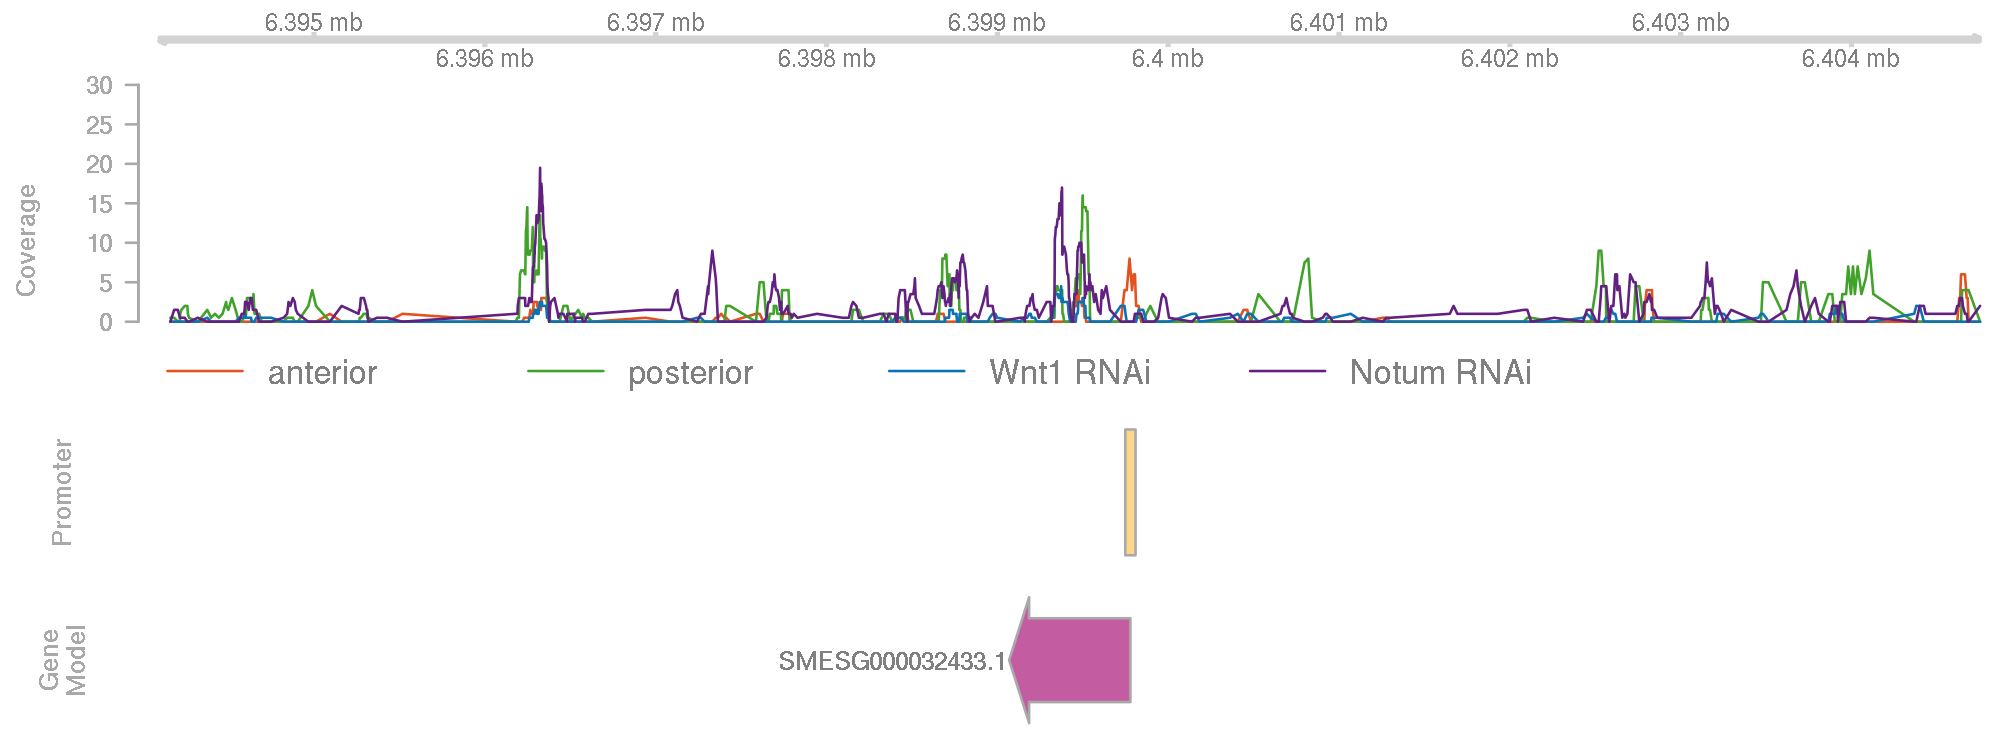 6.395 mb 6.397 mb 6.399 mb 6.401 mb 6.403 mb
6.396 mb 6.398 mb 6.4 mb 6.402 mb 6.404 mb
30
25
20
15
10
5
0
Coverage
anterior posterior Wnt1 RNAi Notum RNAi
Promoter
Gene
Model
SMESG000032433.1